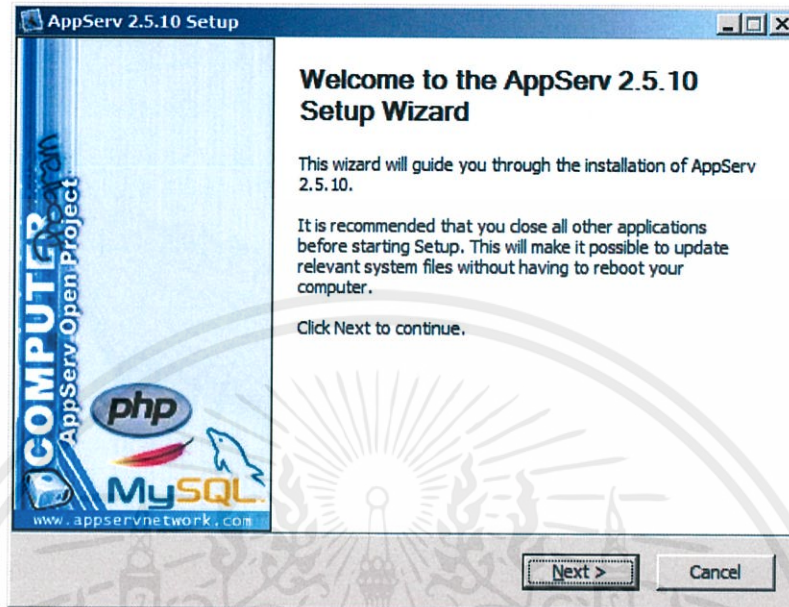 AppServ 2.5.10 Setup
Welcome to the AppServ 2.5.10
Setup Wizard
This wizard will guide you through the installation of AppServ
2.5.10.
It is recommended that you close all other applications
before starting Setup. This will make it possible to update
relevant system files without having to reboot your
computer.
Click Next to continue.
COMPUTER
Program
AppServ Open Project
php
MySQL
www.appservnetwork.com
Next >
Cancel